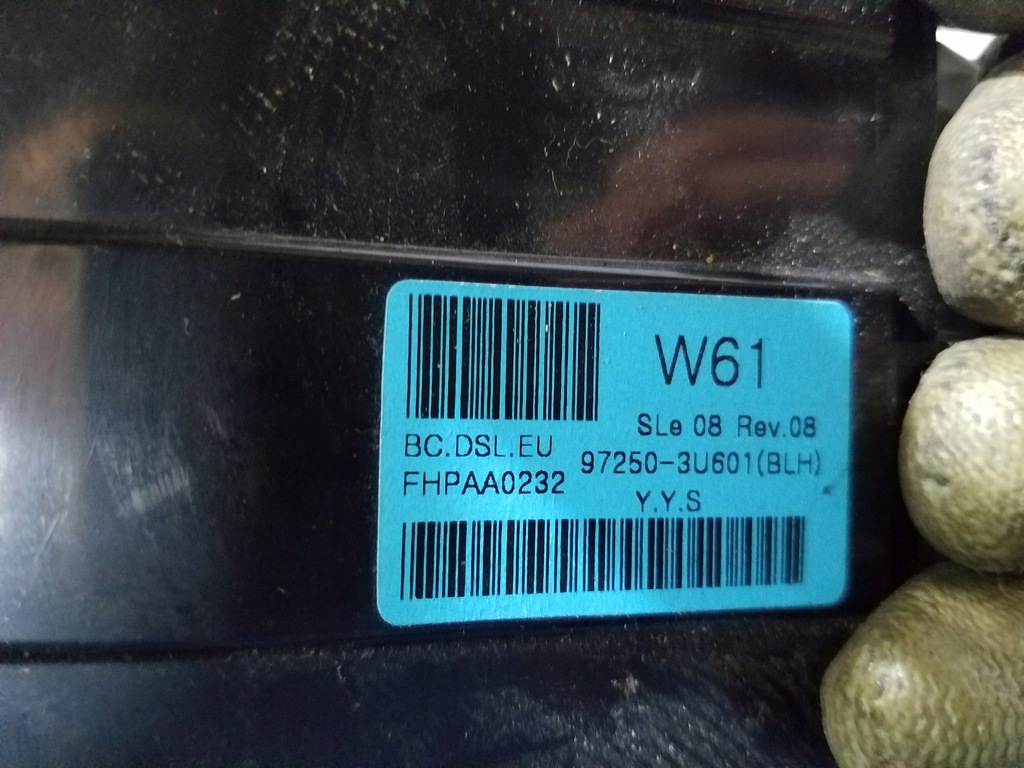 W61
SLe 08 Rev.08
BC.DSL.EU
97250-3U601(BLH)
FHPAA0232
Y.Y.S